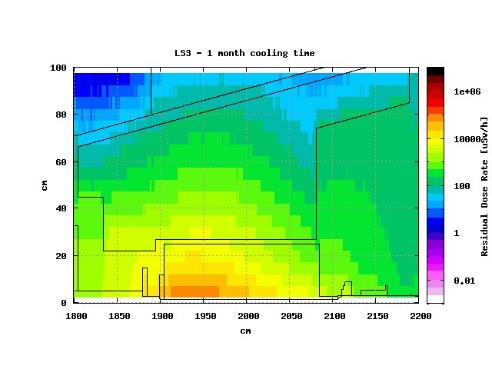 LS3 - 1 month cooling time
100
80
60
40
20
0
cm
1800 1850 1900 1950 2000 2050 2100 2150 2200
cm
1e+06
10000
100
1
0.01
Residual Dose Rate [uSv/h]